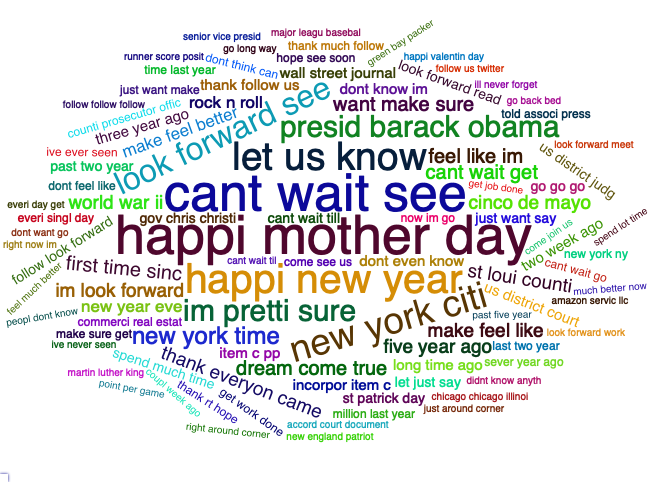 green bay packer
major leagu basebal
senior vice presid
thank much follow
go long way
hope see soon
happi valentin day
runner score posit
dont think can
wall street journal
look forward read
follow us twitter
time last year
thank follow us
look forward see
dont know im
ill never forget
just want make
rock n roll
want make sure
go back bed
follow follow follow
counti prosecutor offic
told associ press
three year ago
make feel better
presid barack obama
look forward meet
ive ever seen
let us know
feel like im
us district judg
past two year
cant wait get
dont feel like
cant wait see
get job done
go go go
everi day get
world war ii
cinco de mayo
everi singl day
gov chris christi
cant wait till
now im go
just want say
spend lot time
dont want go
happi mother day
come join us
two week ago
right now im
follow look forward
new york ny
feel much better
first time sinc
cant wait til
come see us
dont even know
st loui counti
cant wait go
im look forward
happi new year
new york citi
us district court
much better now
amazon servic llc
new year eve
im pretti sure
past five year
peopl dont know
commerci real estat
make sure get
new york time
make feel like
look forward work
ive never seen
item c pp
five year ago
last two year
spend much time
thank everyon came
dream come true
long time ago
sever year ago
martin luther king
coupl week ago
incorpor item c
let just say
didnt know anyth
point per game
thank rt hope
get work done
st patrick day
chicago chicago illinoi
million last year
just around corner
right around corner
accord court document
new england patriot